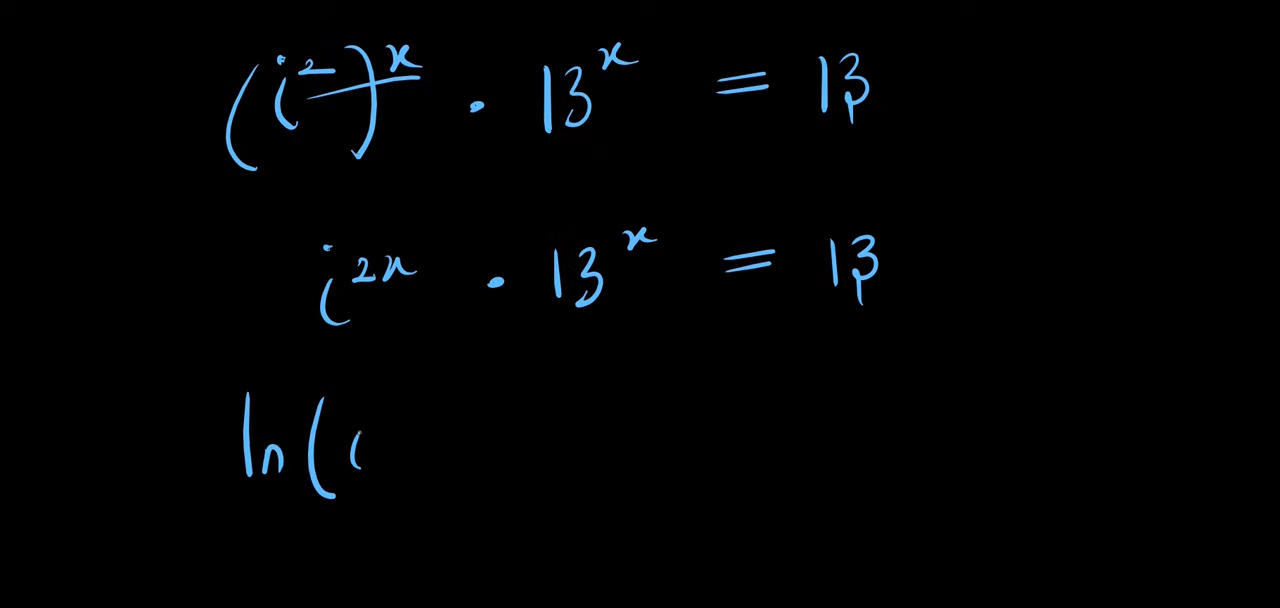 (i²)ˣ · 13ˣ = 13
i²ˣ · 13ˣ = 13
ln(i